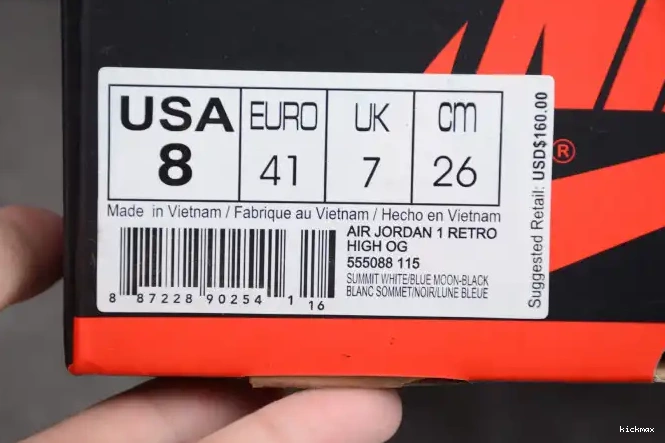 USA EURO UK cm
8 41 7 26
Made in Vietnam / Fabrique au Vietnam / Hecho en Vietnam
AIR JORDAN 1 RETRO
HIGH OG
555088 115
SUMMIT WHITE/BLUE MOON-BLACK
BLANC SOMMET/NOIR/LUNE BLEUE
8 87228 90254 1 16
Suggested Retail: USD$160.00
®
kickmax